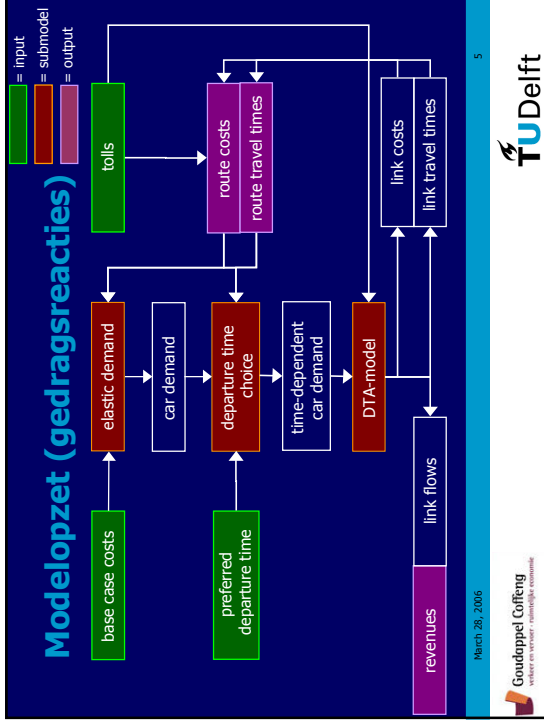 Modelopzet (gedragsreacties)
= input
= submodel
= output
base case costs
elastic demand
tolls
car demand
route costs
route travel times
preferred
departure time
departure time
choice
time-dependent
car demand
DTA-model
link costs
link travel times
revenues
link flows
March 28, 2006
5
Goudappel Coffeng
verkeer en vervoer · ruimtelijke economie
TUDelft